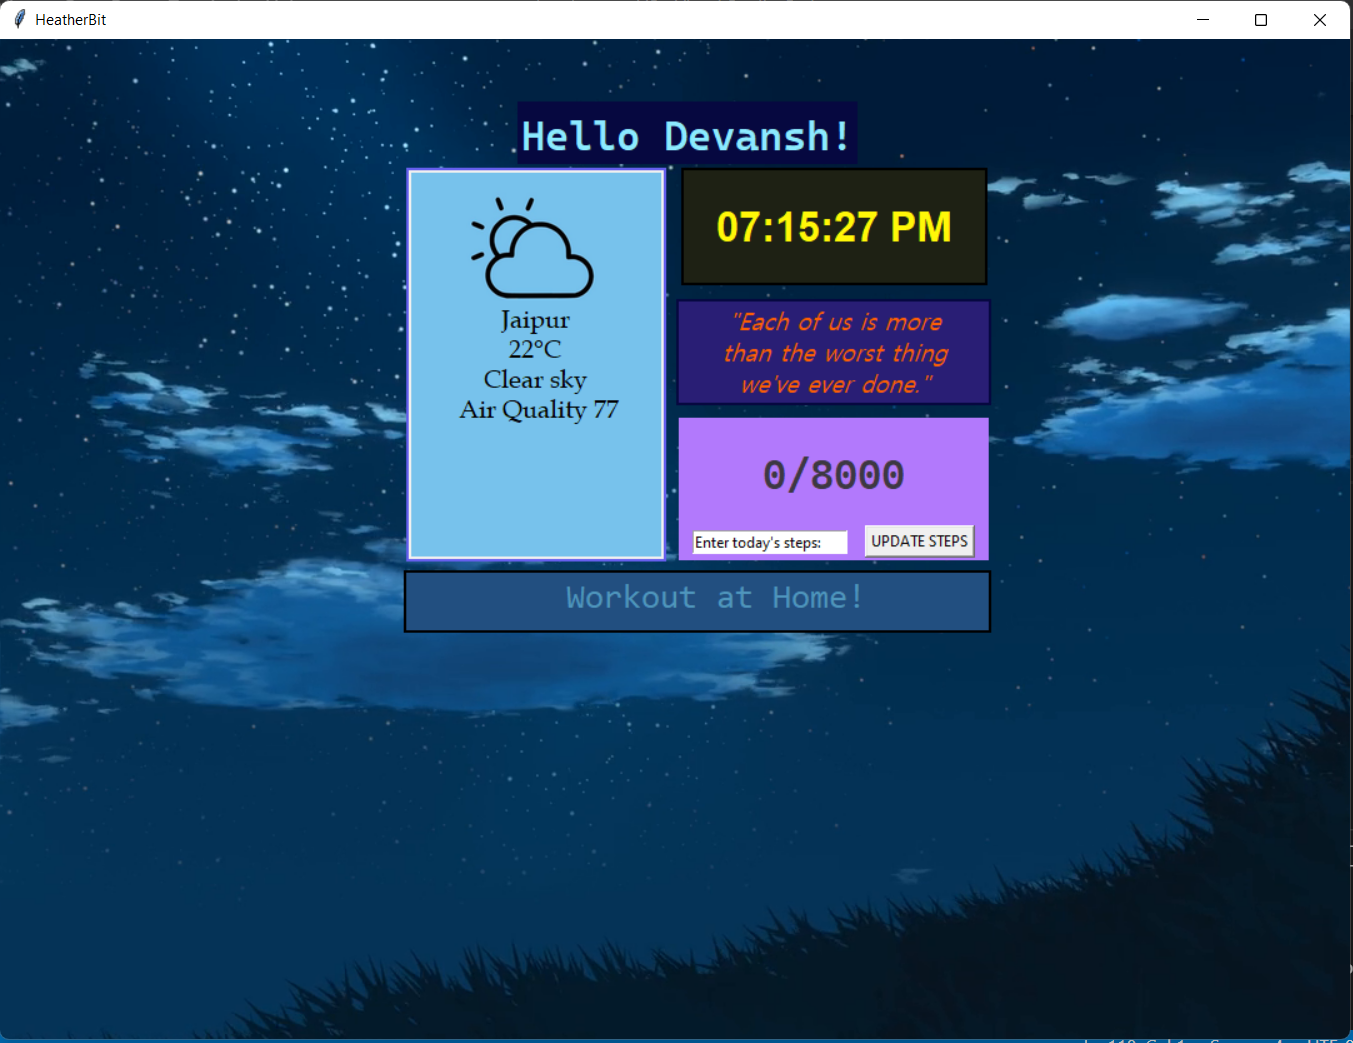 HeatherBit
Hello Devansh!
Jaipur
22°C
Clear sky
Air Quality 77
07:15:27 PM
"Each of us is more
than the worst thing
we've ever done."
0/8000
Enter today's steps:
UPDATE STEPS
Workout at Home!